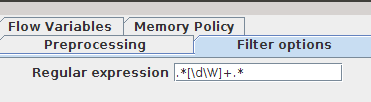 Flow Variables Memory Policy
Preprocessing Filter options
Regular expression .*[\d\W]+.*